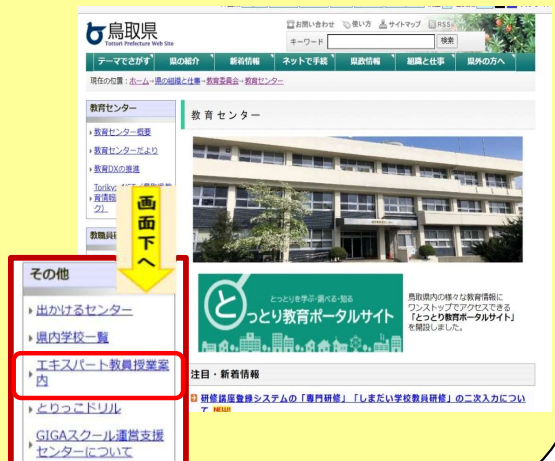 鳥取県
Tottori Prefecture Web Site
お問い合わせ 使い方 サイトマップ RSS
キーワード 検索
テーマでさがす 県の紹介 新着情報 ネットで手続 県政情報 組織と仕事 県外の方へ
現在の位置：ホーム→県の組織と仕事→教育委員会→教育センター
教育センター
教育センター
教育センター概要
教育センターだより
教育DXの推進
画面下へ
その他
出かけるセンター
県内学校一覧
エキスパート教員授業案
内
とりっこドリル
GIGAスクール運営支援
センターについて
とっとりを学ぶ・調べる・知る
とっとり教育ポータルサイト
鳥取県内の様々な教育情報に
ワンストップでアクセスできる
「とっとり教育ポータルサイト」
を開設しました。
注目・新着情報
研修講座登録システムの「専門研修」「しまだい学校教員研修」の二次入力につい
て NEW!